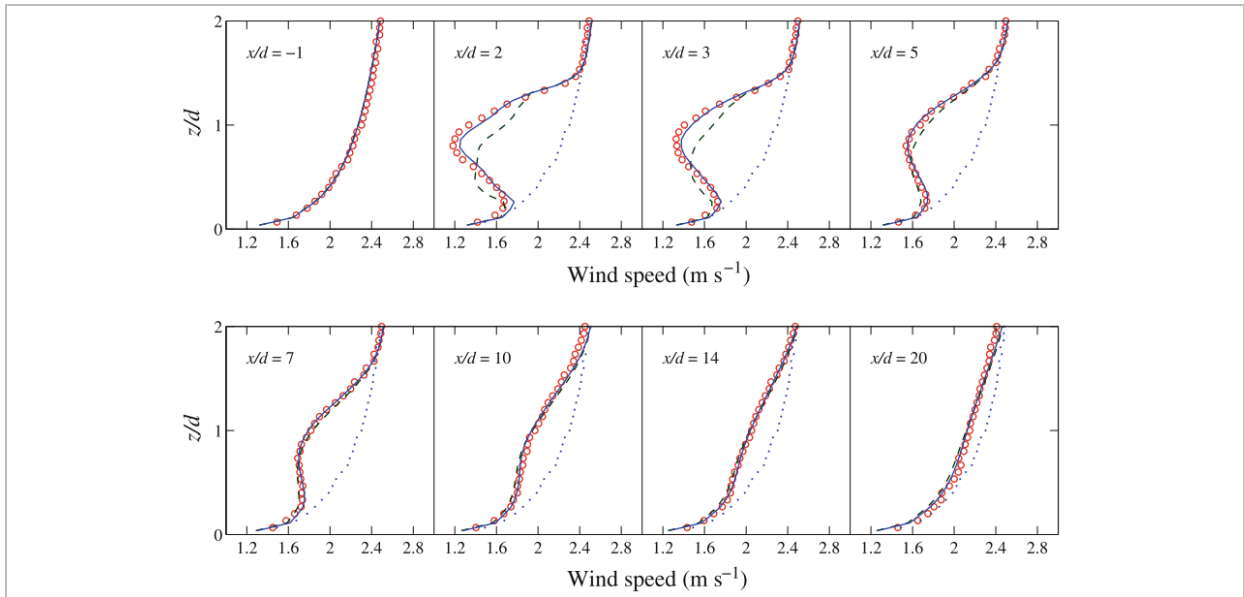 2
x/d = −1
x/d = 2
x/d = 3
x/d = 5
z/d
1
0
1.2 1.6 2 2.4 2.8 1.2 1.6 2 2.4 2.8 1.2 1.6 2 2.4 2.8 1.2 1.6 2 2.4 2.8
Wind speed (m s⁻¹)
2
x/d = 7
x/d = 10
x/d = 14
x/d = 20
z/d
1
0
1.2 1.6 2 2.4 2.8 1.2 1.6 2 2.4 2.8 1.2 1.6 2 2.4 2.8 1.2 1.6 2 2.4 2.8
Wind speed (m s⁻¹)